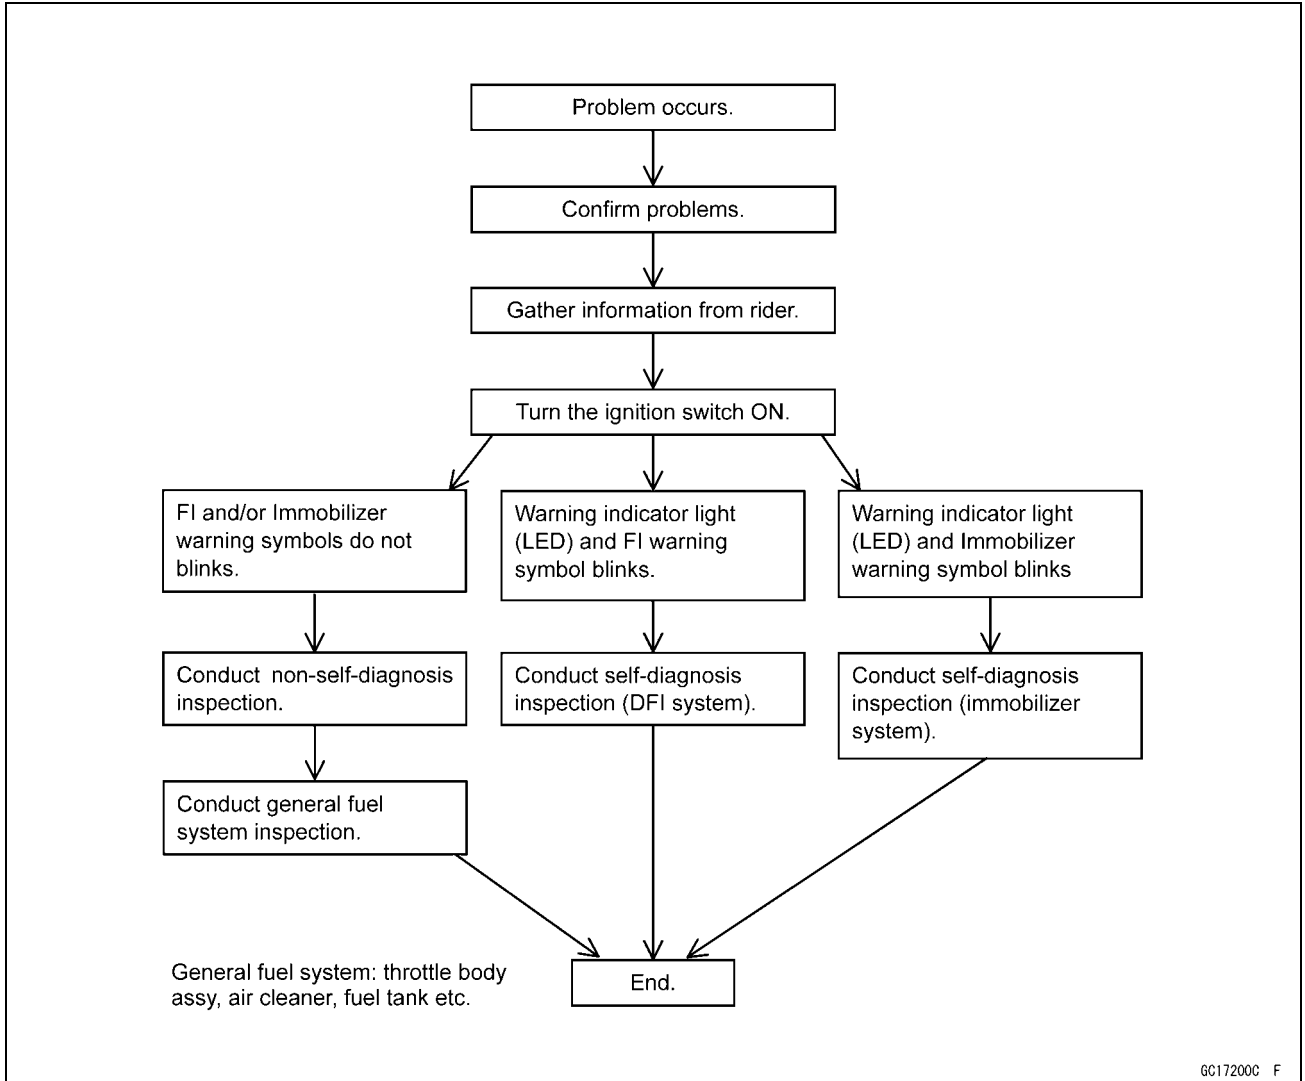 Problem occurs.
Confirm problems.
Gather information from rider.
Turn the ignition switch ON.
FI and/or Immobilizer
warning symbols do not
blinks.
Warning indicator light
(LED) and FI warning
symbol blinks.
Warning indicator light
(LED) and Immobilizer
warning symbol blinks
Conduct non-self-diagnosis
inspection.
Conduct self-diagnosis
inspection (DFI system).
Conduct self-diagnosis
inspection (immobilizer
system).
Conduct general fuel
system inspection.
General fuel system: throttle body
assy, air cleaner, fuel tank etc.
End.
GC17200C F